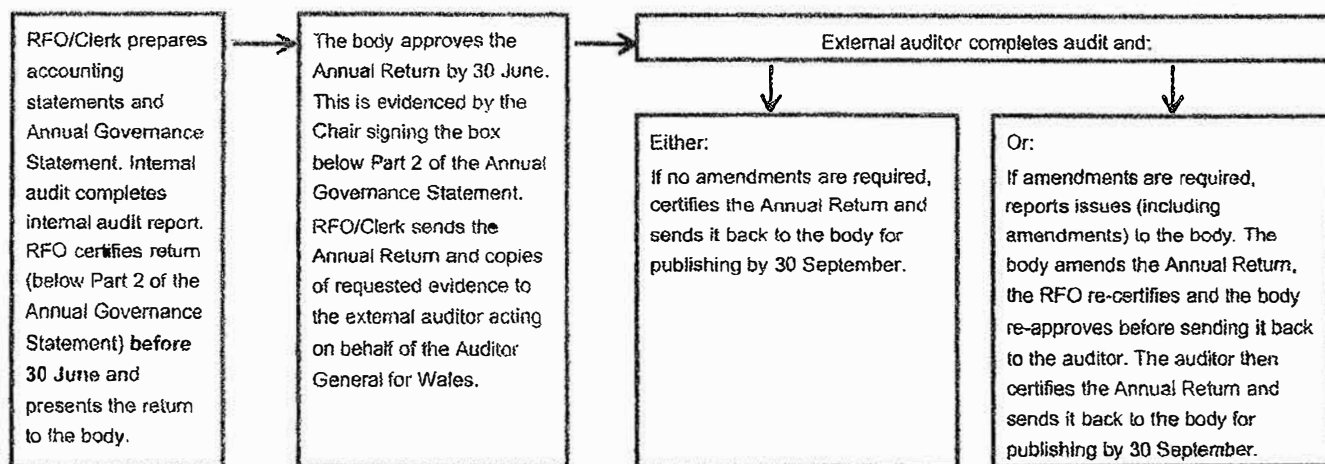 RFO/Clerk prepares
accounting
statements and
Annual Governance
Statement. Internal
audit completes
internal audit report.
RFO certifies return
(below Part 2 of the
Annual Governance
Statement) before
30 June and
presents the return
to the body.
The body approves the
Annual Return by 30 June.
This is evidenced by the
Chair signing the box
below Part 2 of the Annual
Governance Statement.
RFO/Clerk sends the
Annual Return and copies
of requested evidence to
the external auditor acting
on behalf of the Auditor
General for Wales.
External auditor completes audit and:
Either:
If no amendments are required,
certifies the Annual Return and
sends it back to the body for
publishing by 30 September.
Or:
If amendments are required,
reports issues (including
amendments) to the body. The
body amends the Annual Return,
the RFO re-certifies and the body
re-approves before sending it back
to the auditor. The auditor then
certifies the Annual Return and
sends it back to the body for
publishing by 30 September.